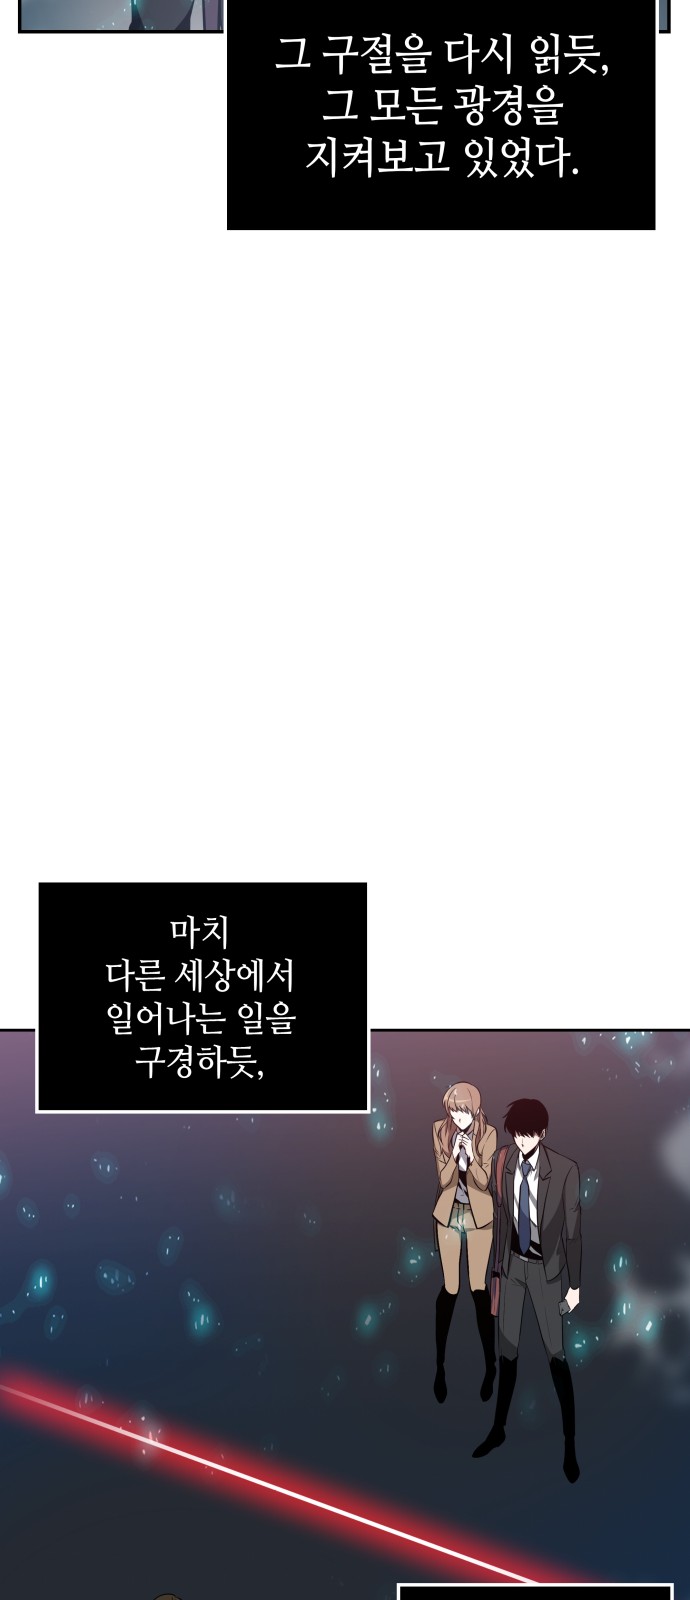 그 구절을 다시 읽듯,
그 모든 광경을
지켜보고 있었다.
마치
다른 세상에서
일어나는 일을
구경하듯,